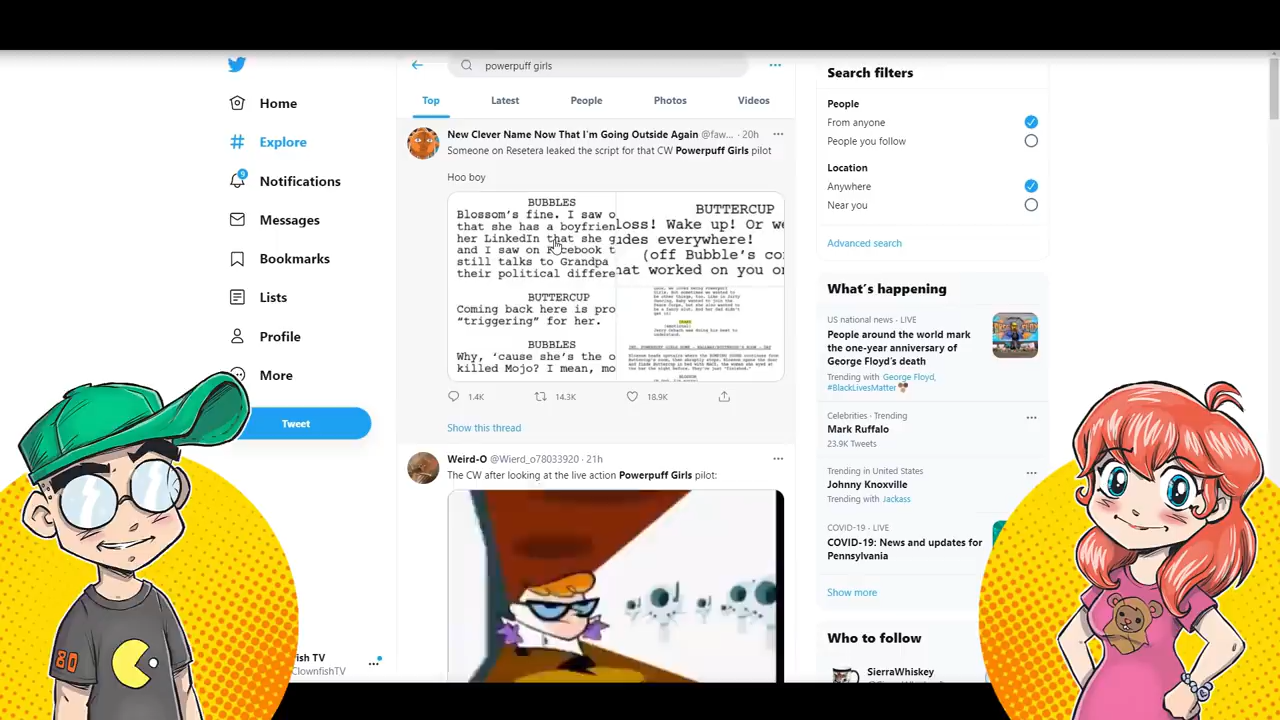 powerpuff girls
Top
Latest
People
Photos
Videos
Home
Explore
9
Notifications
Messages
Bookmarks
Lists
Profile
More
Tweet
New Clever Name Now That I'm Going Outside Again @faw... · 20h
Someone on Resetera leaked the script for that CW Powerpuff Girls pilot
Hoo boy
BUBBLES
Blossom's fine. I saw o
that she has a boyfrien
her LinkedIn that she g
and I saw on Facebook t
still talks to Grandpa
their political differe
BUTTERCUP
Coming back here is pro
"triggering" for her.
BUBBLES
Why, 'cause she's the o
killed Mojo? I mean, mo
BUTTERCUP
loss! Wake up! Or we
des everywhere!
(off Bubble's co
hat worked on you on
1.4K
14.3K
18.9K
Show this thread
Weird-O @Wierd_o78033920 · 21h
The CW after looking at the live action Powerpuff Girls pilot:
Search filters
People
From anyone
People you follow
Location
Anywhere
Near you
Advanced search
What's happening
US national news · LIVE
People around the world mark
the one-year anniversary of
George Floyd's death
Trending with George Floyd,
#BlackLivesMatter
Celebrities · Trending
Mark Ruffalo
23.9K Tweets
Trending in United States
Johnny Knoxville
Trending with Jackass
COVID-19 · LIVE
COVID-19: News and updates for
Pennsylvania
Show more
Who to follow
SierraWhiskey
fish TV
ClownfishTV
80